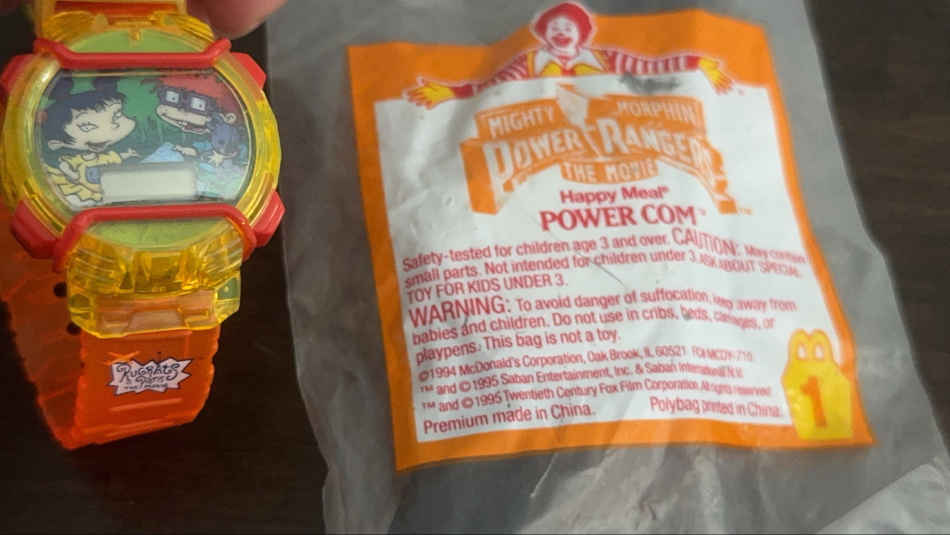 RUGRATS
MIGHTY MORPHIN
POWER RANGERS
THE MOVIE
Happy Meal®
POWER COM™
Safety-tested for children age 3 and over. CAUTION: May contain
small parts. Not intended for children under 3. ASK ABOUT SPECIAL
TOY FOR KIDS UNDER 3.
WARNING: To avoid danger of suffocation, keep away from
babies and children. Do not use in cribs, beds, carriages, or
playpens. This bag is not a toy.
©1994 McDonald's Corporation, Oak Brook, IL 60521
™ and ©1995 Saban Entertainment, Inc. & Saban International N.V.
™ and ©1995 Twentieth Century Fox Film Corporation. All rights reserved.
Premium made in China. Polybag printed in China.
1